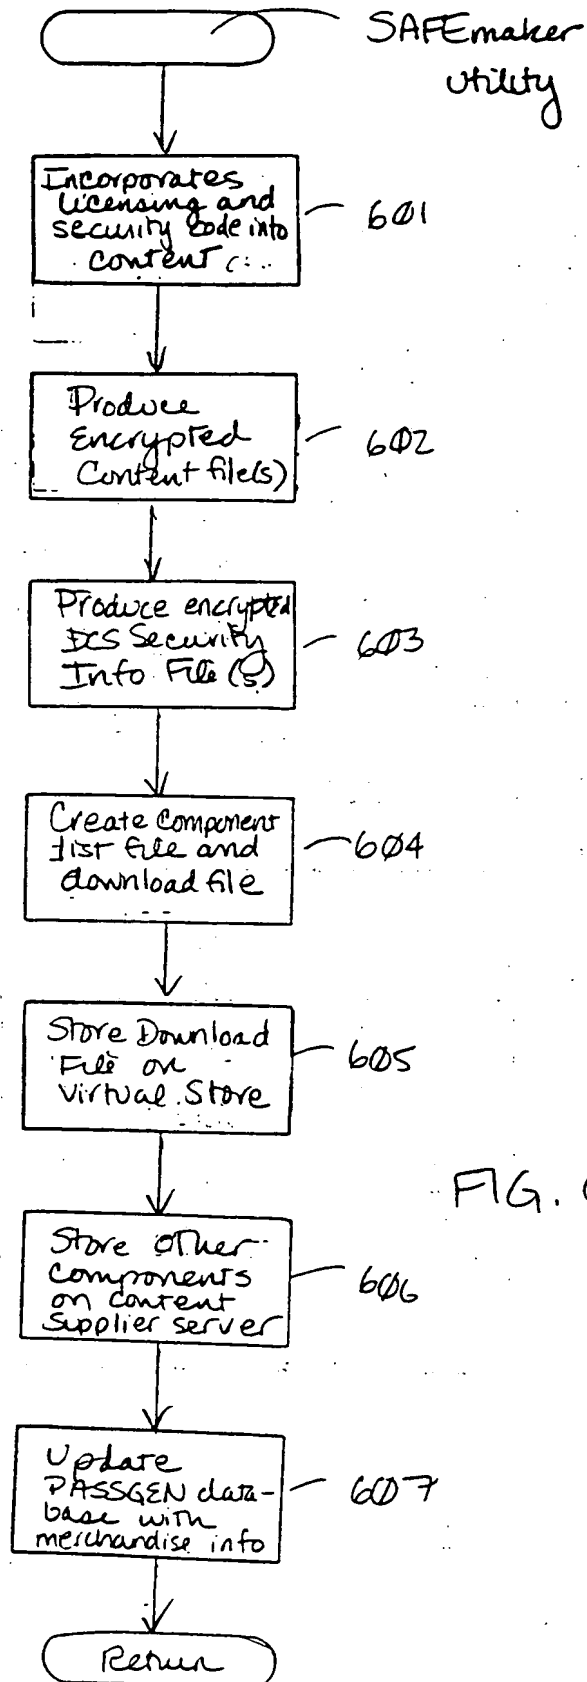 SAFEmaker
utility
Incorporates
licensing and
security code into
content
601
Produce
Encrypted
Content file(s)
602
Produce encrypted
DCS Security
Info File(s)
603
Create component
list file and
download file
604
Store Download
File on
Virtual Store
605
FIG.
Store other
components
on content
supplier server
606
Update
PASSGEN data-
base with
merchandise info
607
Return